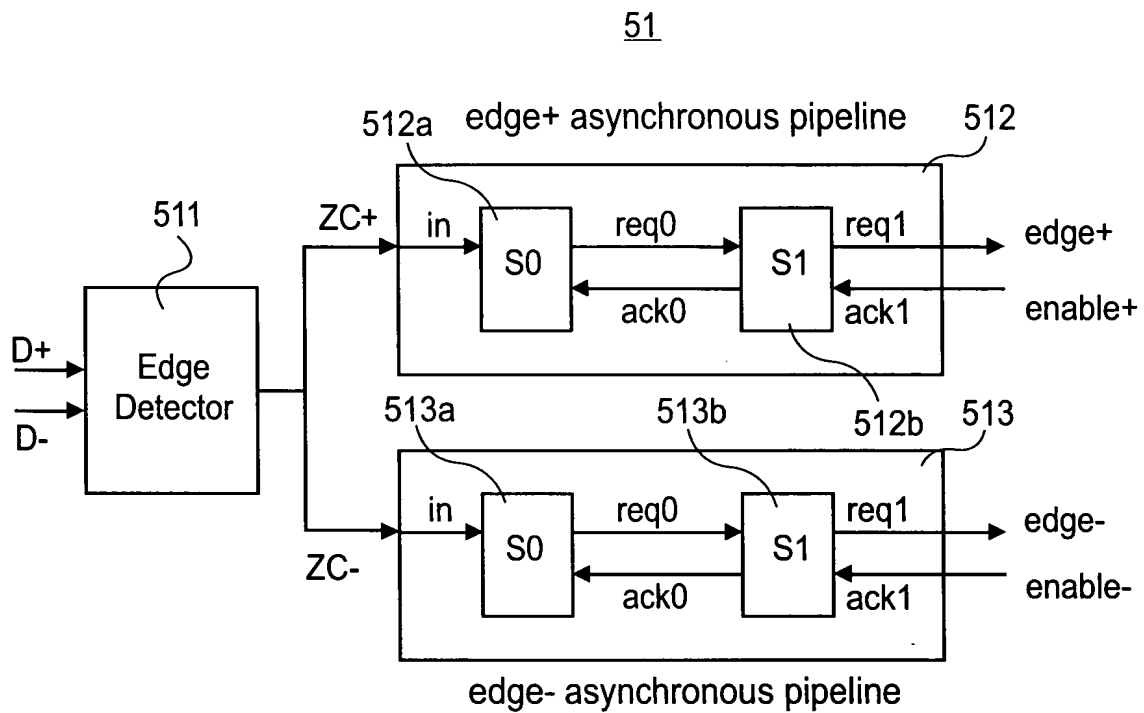 51
edge+ asynchronous pipeline
512a
512
511
ZC+
in
S0
req0
ack0
S1
req1
ack1
edge+
enable+
D+
D-
Edge
Detector
513a
513b
512b
513
ZC-
in
S0
req0
ack0
S1
req1
ack1
edge-
enable-
edge- asynchronous pipeline